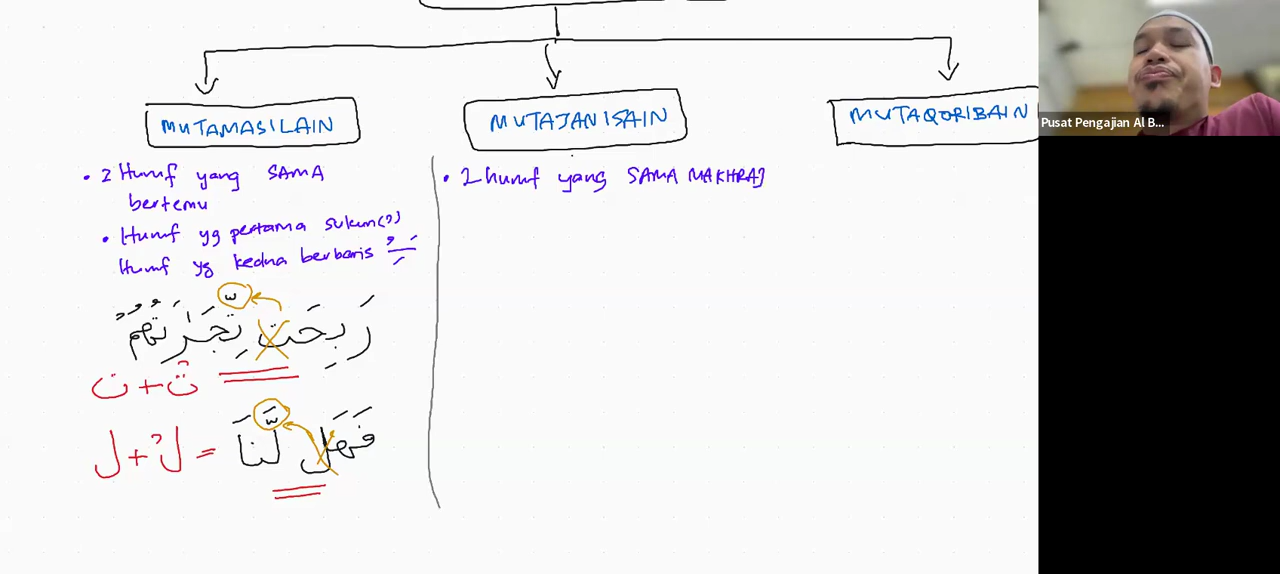 MUTAMASILAIN
MUTAJANISAIN
MUTAQORIBAIN
Pusat Pengajian Al B...
• 2 Huruf yang SAMA
bertemu
• Huruf yg pertama sukun(ْ)
Huruf yg kedua berbaris َ ِ ُ
رَبِحَت تِّجَارَتُهُمْ
تْ + ت
فَهَل لَّنَا = لْ + ل
• 2 huruf yang SAMA MAKHRAJ